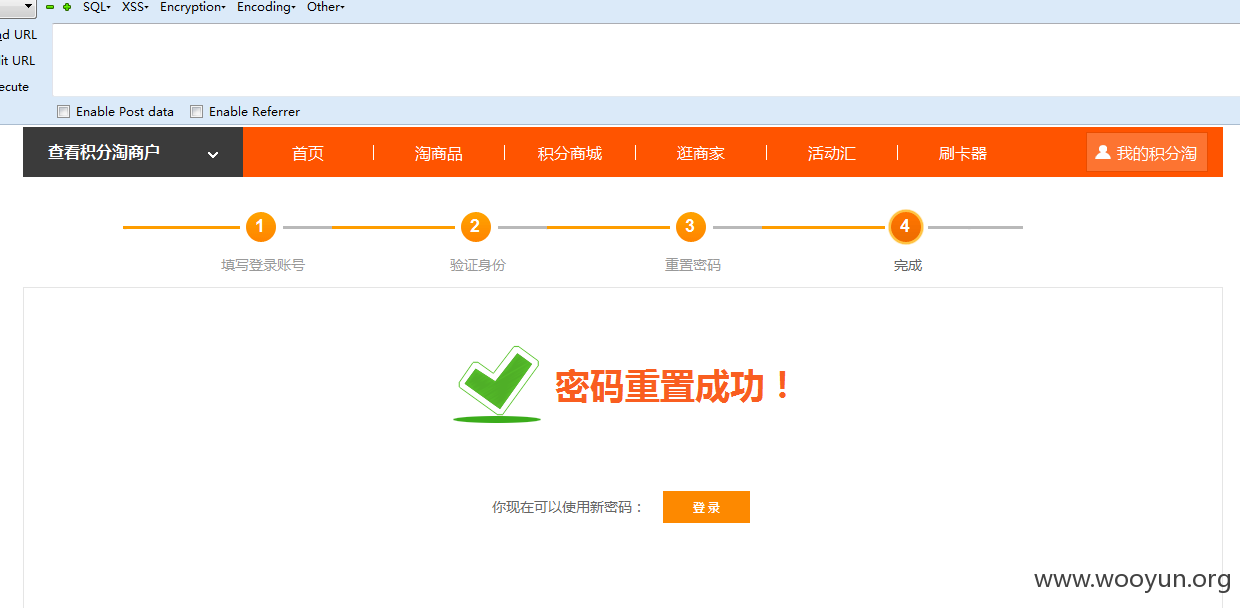 SQL XSS Encryption Encoding Other
d URL
it URL
ecute
Enable Post data Enable Referrer
查看积分淘商户 首页 淘商品 积分商城 逛商家 活动汇 刷卡器 我的积分淘
1 2 3 4
填写登录账号 验证身份 重置密码 完成
密码重置成功！
你现在可以使用新密码： 登录
www.wooyun.org